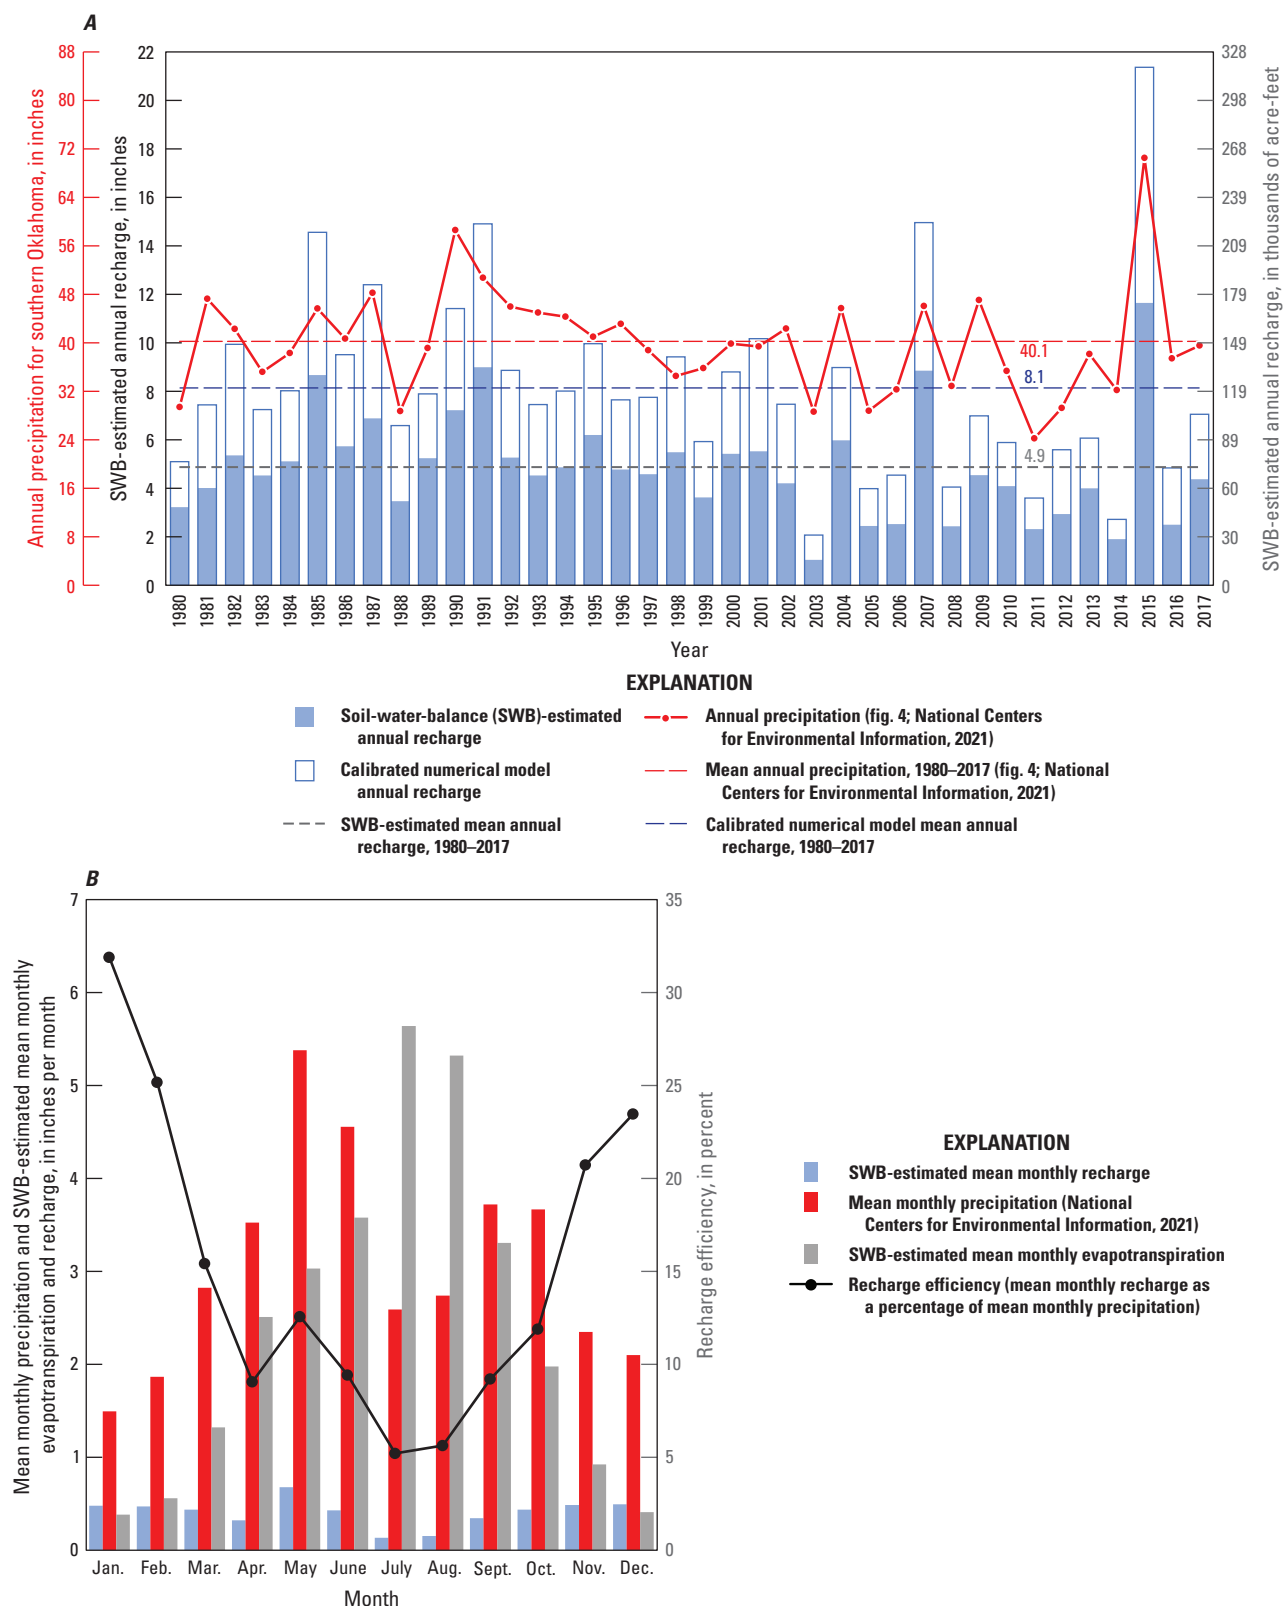 A
Annual precipitation for southern Oklahoma, in inches
88
80
72
64
56
48
40
32
24
16
8
0
SWB-estimated annual recharge, in inches
22
20
18
16
14
12
10
8
6
4
2
0
40.1
8.1
4.9
328
298
268
239
209
179
149
119
89
60
30
0
SWB-estimated annual recharge, in thousands of acre-feet
1980
1981
1982
1983
1984
1985
1986
1987
1988
1989
1990
1991
1992
1993
1994
1995
1996
1997
1998
1999
2000
2001
2002
2003
2004
2005
2006
2007
2008
2009
2010
2011
2012
2013
2014
2015
2016
2017
Year
EXPLANATION
Soil-water-balance (SWB)-estimated
annual recharge
Calibrated numerical model
annual recharge
SWB-estimated mean annual
recharge, 1980–2017
Annual precipitation (fig. 4; National Centers
for Environmental Information, 2021)
Mean annual precipitation, 1980–2017 (fig. 4; National
Centers for Environmental Information, 2021)
Calibrated numerical model mean annual
recharge, 1980–2017
B
Mean monthly precipitation and SWB-estimated mean monthly
evapotranspiration and recharge, in inches per month
7
6
5
4
3
2
1
0
35
30
25
20
15
10
5
0
Recharge efficiency, in percent
Jan.
Feb.
Mar.
Apr.
May
June
July
Aug.
Sept.
Oct.
Nov.
Dec.
Month
EXPLANATION
SWB-estimated mean monthly recharge
Mean monthly precipitation (National
Centers for Environmental Information, 2021)
SWB-estimated mean monthly evapotranspiration
Recharge efficiency (mean monthly recharge as
a percentage of mean monthly precipitation)